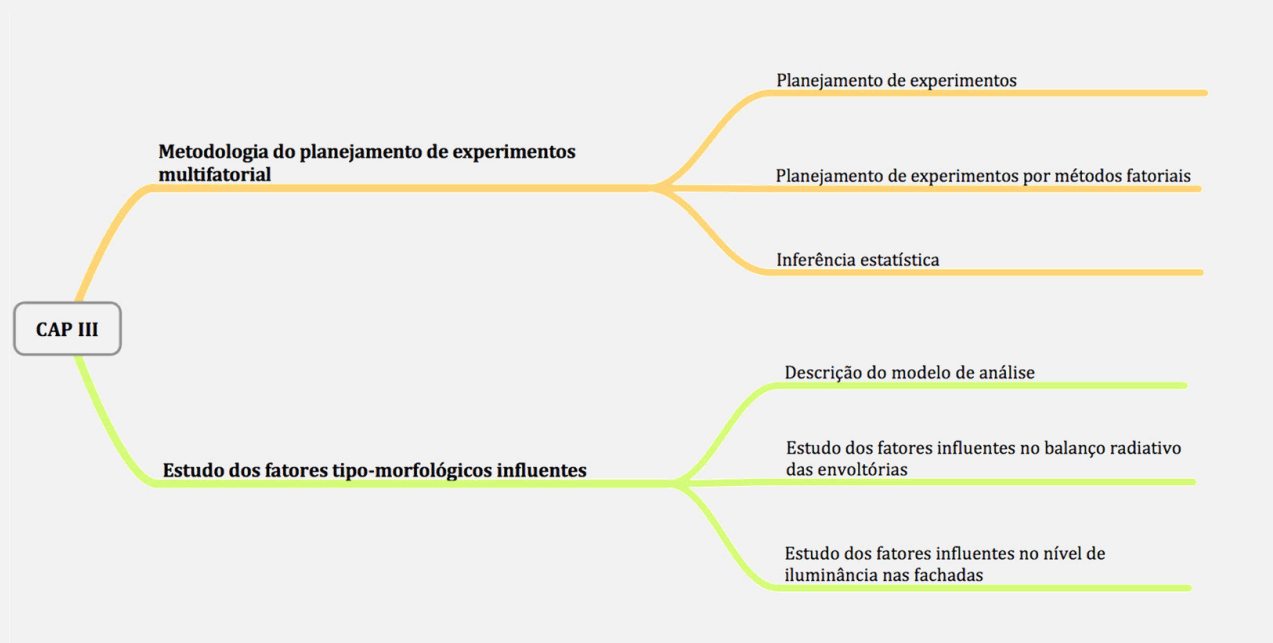 CAP III
Metodologia do planejamento de experimentos
multifatorial
Planejamento de experimentos
Planejamento de experimentos por métodos fatoriais
Inferência estatística
Estudo dos fatores tipo-morfológicos influentes
Descrição do modelo de análise
Estudo dos fatores influentes no balanço radiativo
das envoltórias
Estudo dos fatores influentes no nível de
iluminância nas fachadas